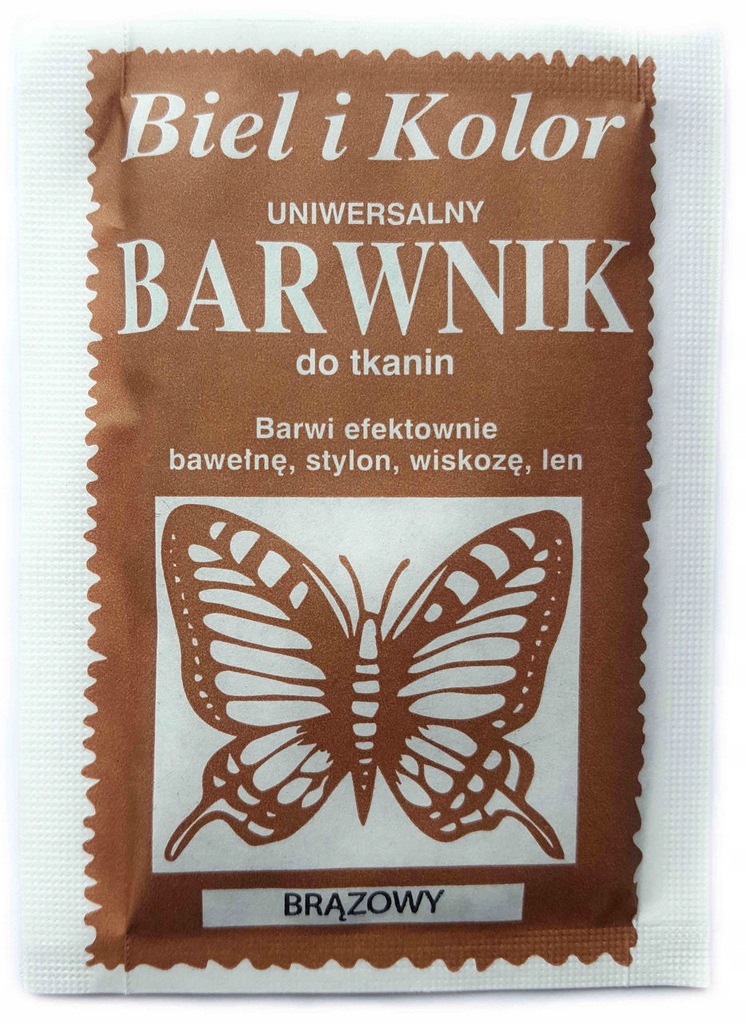 Biel i Kolor
UNIWERSALNY
BARWNIK
do tkanin
Barwi efektownie
bawełnę, stylon, wiskozę, len
BRĄZOWY